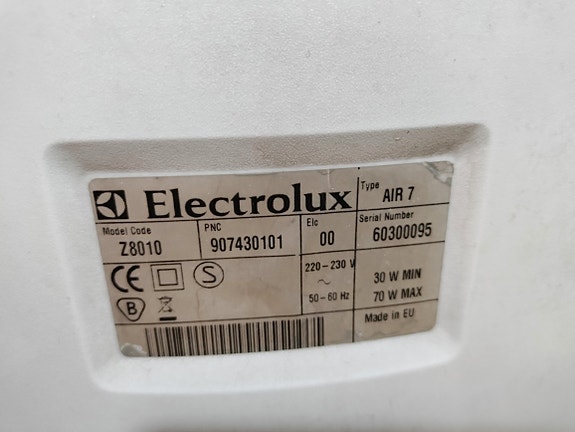 Electrolux
Type
AIR 7
Model Code
Z8010
PNC
907430101
Elc
00
Serial Number
60300095
CE
S
B
220-230 V
~
50-60 Hz
30 W MIN
70 W MAX
Made in EU